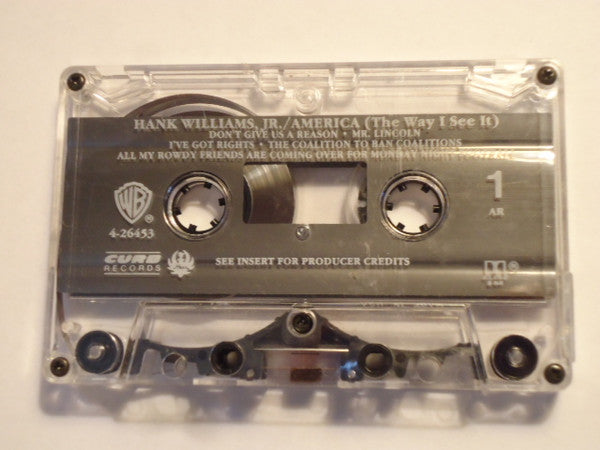 HANK WILLIAMS, JR./AMERICA (The Way I See It)
DON'T GIVE US A REASON • MR. LINCOLN
I'VE GOT RIGHTS • THE COALITION TO BAN COALITIONS
ALL MY ROWDY FRIENDS ARE COMING OVER FOR MONDAY NIGHT
1
AR
WB
®
4-26453
CURB
RECORDS
SEE INSERT FOR PRODUCER CREDITS